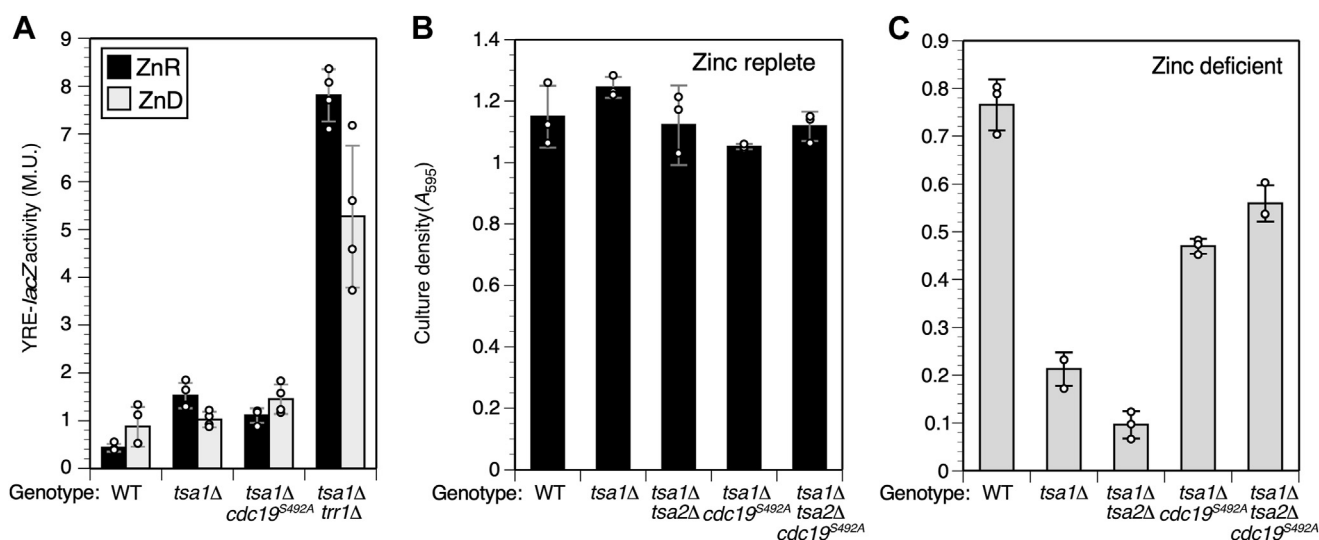 A
YRE-lacZ activity (M.U.)
9
8
7
6
5
4
3
2
1
0
ZnR
ZnD
Genotype: WT tsa1Δ tsa1Δ tsa1Δ
cdc19S492A trr1Δ
B
Culture density(A595)
1.4
1.2
1
0.8
0.6
0.4
0.2
0
Zinc replete
Genotype: WT tsa1Δ tsa1Δ tsa1Δ tsa1Δ
tsa2Δ cdc19S492A tsa2Δ
cdc19S492A
C
0.9
0.8
0.7
0.6
0.5
0.4
0.3
0.2
0.1
0
Zinc deficient
Genotype: WT tsa1Δ tsa1Δ tsa1Δ tsa1Δ
tsa2Δ cdc19S492A tsa2Δ
cdc19S492A